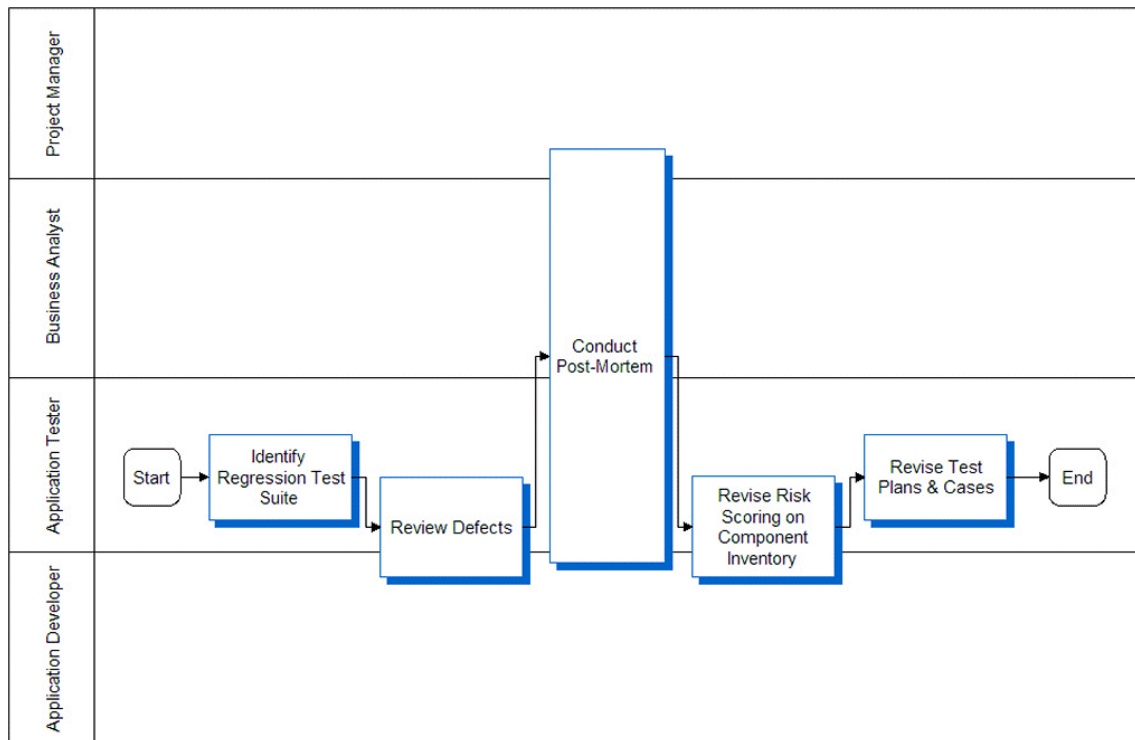 Project Manager
Business Analyst
Application Tester
Application Developer
Start
Identify
Regression Test
Suite
Review Defects
Conduct
Post-Mortem
Revise Risk
Scoring on
Component
Inventory
Revise Test
Plans & Cases
End